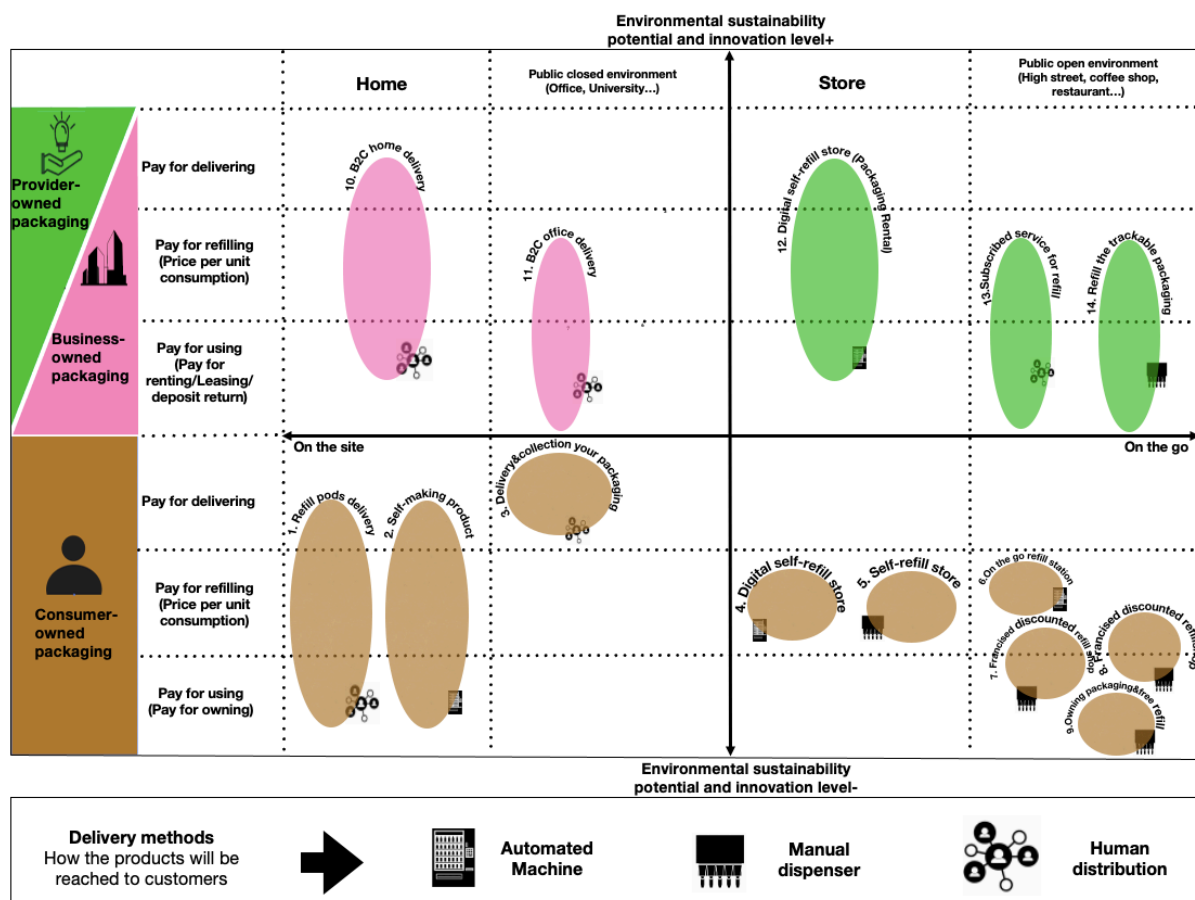 Environmental sustainability
potential and innovation level+
Home
Public closed environment
(Office, University...)
Store
Public open environment
(High street, coffee shop,
restaurant...)
Provider-
owned
packaging
Business-
owned
packaging
Pay for delivering
Pay for refilling
(Price per unit
consumption)
Pay for using
(Pay for
renting/Leasing/
deposit return)
10. B2C home delivery
11. B2C office delivery
12. Digital self-refill store (Packaging
Rental)
13.Subscribed service for refill
14. Refill the trackable packaging
On the site
On the go
Consumer-
owned
packaging
Pay for delivering
Pay for refilling
(Price per unit
consumption)
Pay for using
(Pay for owning)
1. Refill pods delivery
2. Self-making product
3. Delivery&collection your packaging
4. Digital self-refill store
5. Self-refill store
6.On the go refill station
7. Francised discounted refill shop
8. Francised discounted refill shop
9.Owning packaging&free refill
Environmental sustainability
potential and innovation level-
Delivery methods
How the products will be
reached to customers
Automated
Machine
Manual
dispenser
Human
distribution